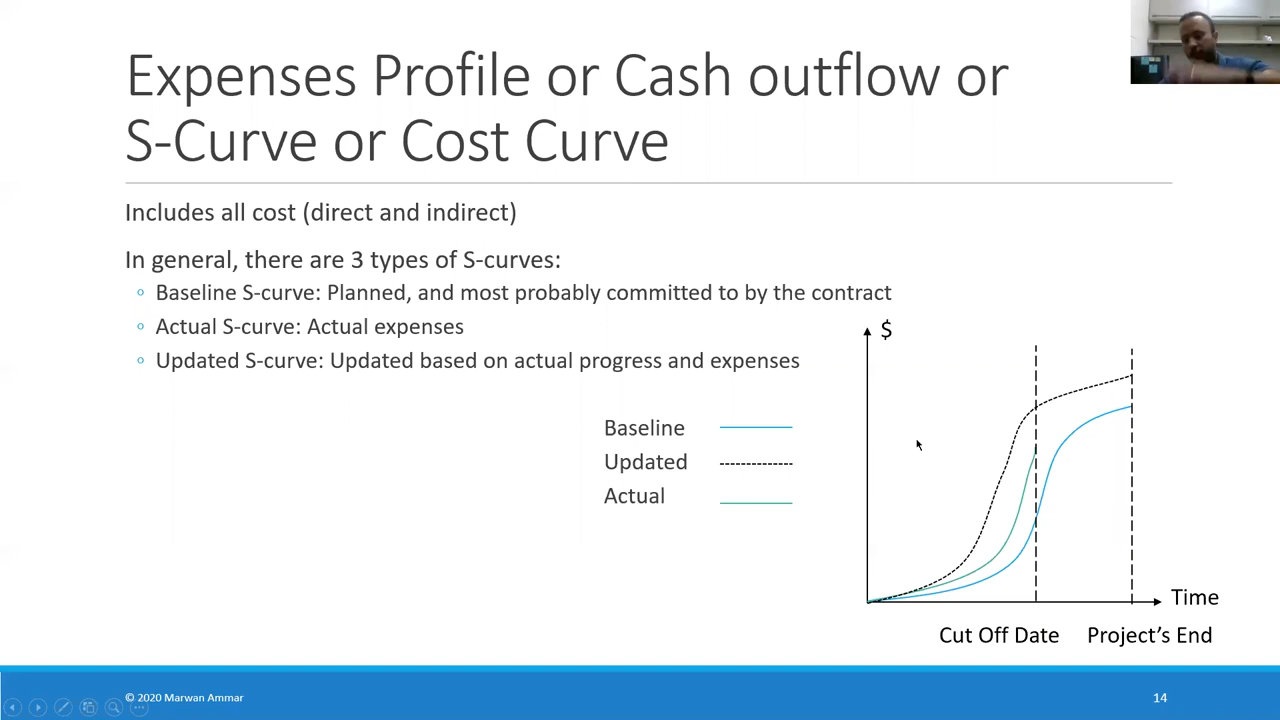 Expenses Profile or Cash outflow or
S-Curve or Cost Curve
Includes all cost (direct and indirect)
In general, there are 3 types of S-curves:
Baseline S-curve: Planned, and most probably committed to by the contract
Actual S-curve: Actual expenses
Updated S-curve: Updated based on actual progress and expenses
Baseline
Updated
Actual
$
Time
Cut Off Date
Project's End
© 2020 Marwan Ammar
14